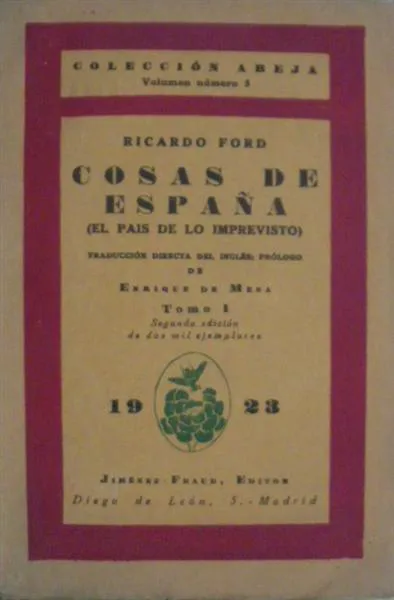 COLECCIÓN ABEJA
Volumen número 5
RICARDO FORD
COSAS DE
ESPAÑA
(EL PAIS DE LO IMPREVISTO)
TRADUCCIÓN DIRECTA DEL INGLÉS; PRÓLOGO
DE
ENRIQUE DE MESA
Tomo I
Segunda edición
de dos mil ejemplares
19 23
JIMÉNEZ-FRAUD, EDITOR
Diego de León, 5.-Madrid